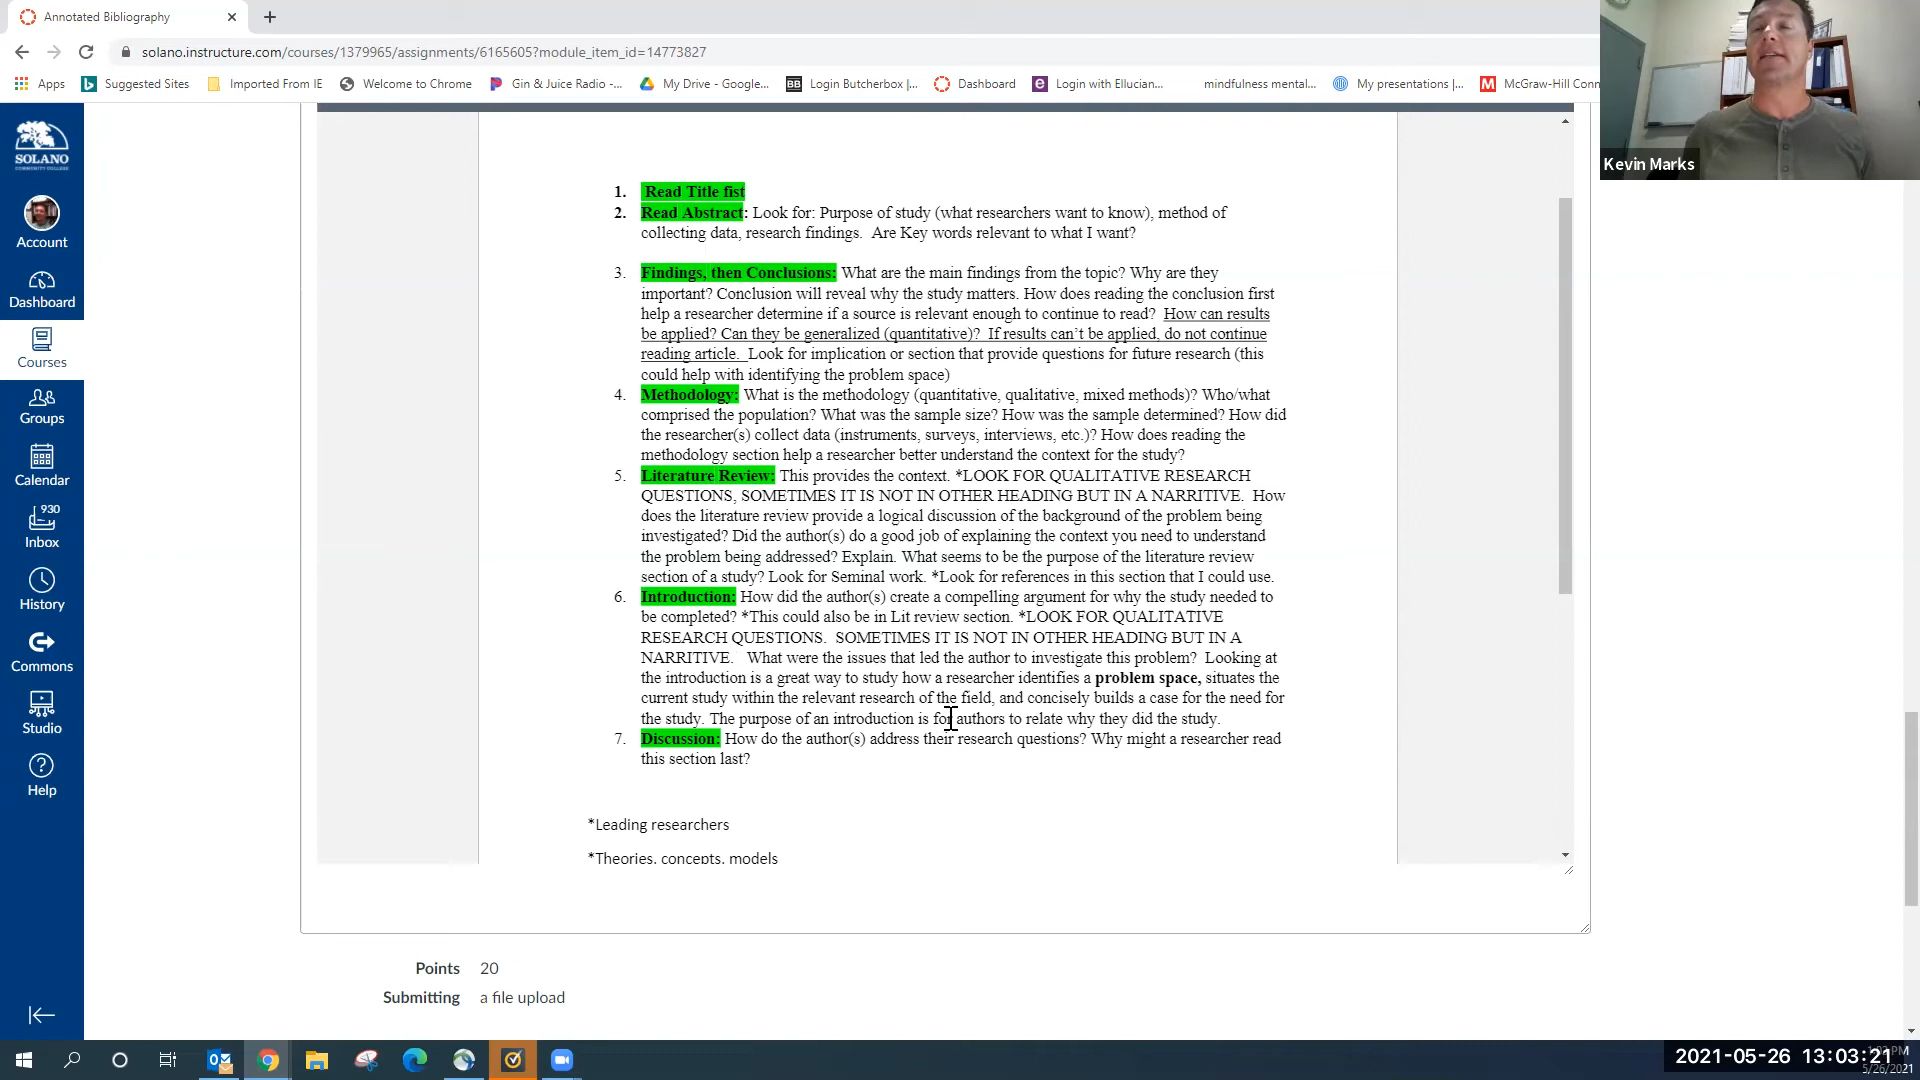 Annotated Bibliography
solano.instructure.com/courses/1379965/assignments/6165605?module_item_id=14773827
Apps Suggested Sites Imported From IE Welcome to Chrome Gin & Juice Radio -... My Drive - Google... Login Butcherbox |... Dashboard Login with Ellucian... mindfulness mental... My presentations |... McGraw-Hill Conn
Kevin Marks
SOLANO
COMMUNITY COLLEGE
Account
Dashboard
Courses
Groups
Calendar
930
Inbox
History
Commons
Studio
Help
1. Read Title fist
2. Read Abstract: Look for: Purpose of study (what researchers want to know), method of
collecting data, research findings. Are Key words relevant to what I want?
3. Findings, then Conclusions: What are the main findings from the topic? Why are they
important? Conclusion will reveal why the study matters. How does reading the conclusion first
help a researcher determine if a source is relevant enough to continue to read? How can results
be applied? Can they be generalized (quantitative)? If results can't be applied, do not continue
reading article. Look for implication or section that provide questions for future research (this
could help with identifying the problem space)
4. Methodology: What is the methodology (quantitative, qualitative, mixed methods)? Who/what
comprised the population? What was the sample size? How was the sample determined? How did
the researcher(s) collect data (instruments, surveys, interviews, etc.)? How does reading the
methodology section help a researcher better understand the context for the study?
5. Literature Review: This provides the context. *LOOK FOR QUALITATIVE RESEARCH
QUESTIONS, SOMETIMES IT IS NOT IN OTHER HEADING BUT IN A NARRITIVE. How
does the literature review provide a logical discussion of the background of the problem being
investigated? Did the author(s) do a good job of explaining the context you need to understand
the problem being addressed? Explain. What seems to be the purpose of the literature review
section of a study? Look for Seminal work. *Look for references in this section that I could use.
6. Introduction: How did the author(s) create a compelling argument for why the study needed to
be completed? *This could also be in Lit review section. *LOOK FOR QUALITATIVE
RESEARCH QUESTIONS. SOMETIMES IT IS NOT IN OTHER HEADING BUT IN A
NARRITIVE. What were the issues that led the author to investigate this problem? Looking at
the introduction is a great way to study how a researcher identifies a problem space, situates the
current study within the relevant research of the field, and concisely builds a case for the need for
the study. The purpose of an introduction is for authors to relate why they did the study.
7. Discussion: How do the author(s) address their research questions? Why might a researcher read
this section last?
*Leading researchers
*Theories, concepts, models
Points 20
Submitting a file upload
2021-05-26 13:03:21
5/26/2021